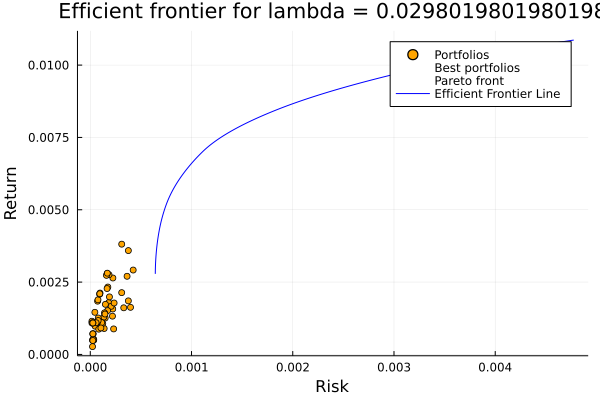 Efficient frontier for lambda = 0.0298019801980198
Portfolios
Best portfolios
Pareto front
Efficient Frontier Line
Return
0.0100
0.0075
0.0050
0.0025
0.0000
0.000 0.001 0.002 0.003 0.004
Risk